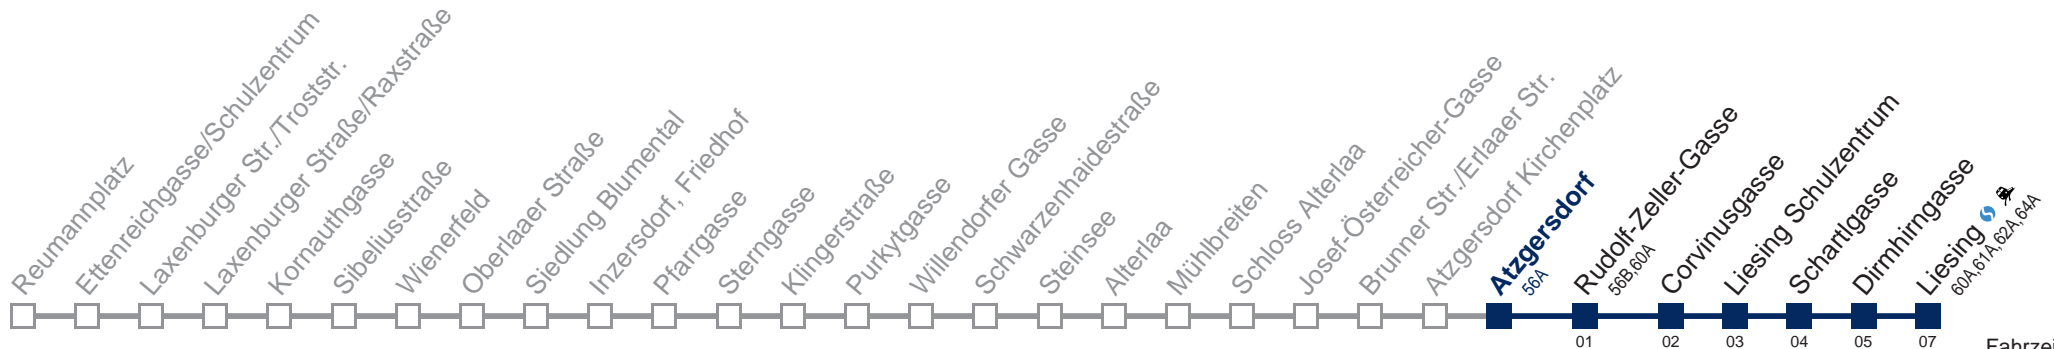 Reumannplatz
Ettenreichgasse/Schulzentrum
Laxenburger Str./Troststr.
Laxenburger Straße/Raxstraße
Kornauthgasse
Sibeliusstraße
Wienerfeld
Oberlaaer Straße
Siedlung Blumental
Inzersdorf, Friedhof
Pfarrgasse
Sterngasse
Klingerstraße
Purkytgasse
Willendorfer Gasse
Schwarzenhaidestraße
Steinsee
Alterlaa
Mühlbreiten
Schloss Alterlaa
Josef-Österreicher-Gasse
Brunner Str./Erlaaer Str.
Atzgersdorf Kirchenplatz
Atzgersdorf
56A
Rudolf-Zeller-Gasse
56B,60A
Corvinusgasse
Liesing Schulzentrum
Schartlgasse
Dirmhirngasse
Liesing
60A,61A,62A,64A
01 02 03 04 05 07